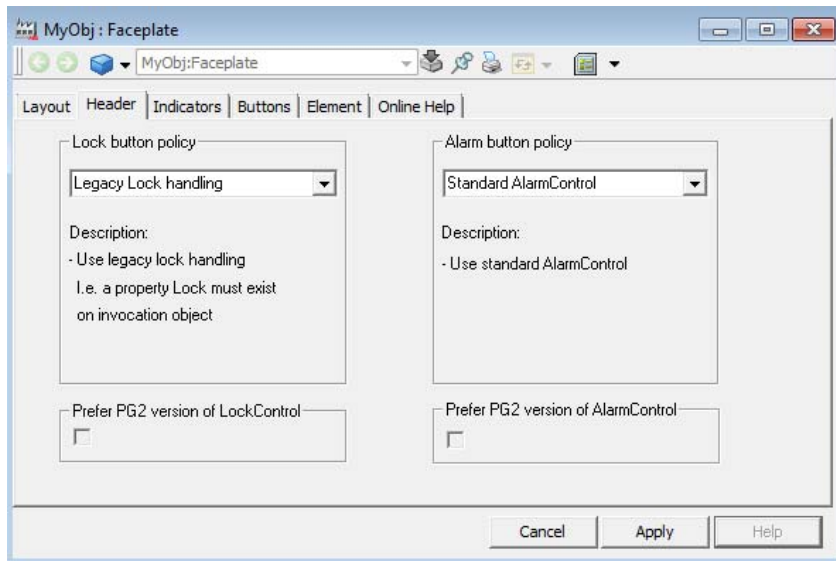 MyObj : Faceplate
MyObj:Faceplate
Layout Header Indicators Buttons Element Online Help
Lock button policy
Legacy Lock handling
Description:
- Use legacy lock handling
I.e. a property Lock must exist
on invocation object
Alarm button policy
Standard AlarmControl
Description:
- Use standard AlarmControl
Prefer PG2 version of LockControl
Prefer PG2 version of AlarmControl
Cancel Apply Help